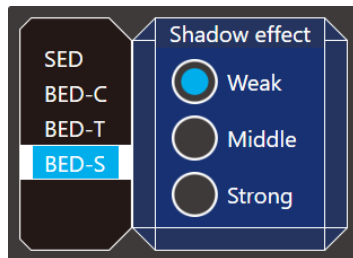 SED
BED-C
BED-T
BED-S
Shadow effect
Weak
Middle
Strong